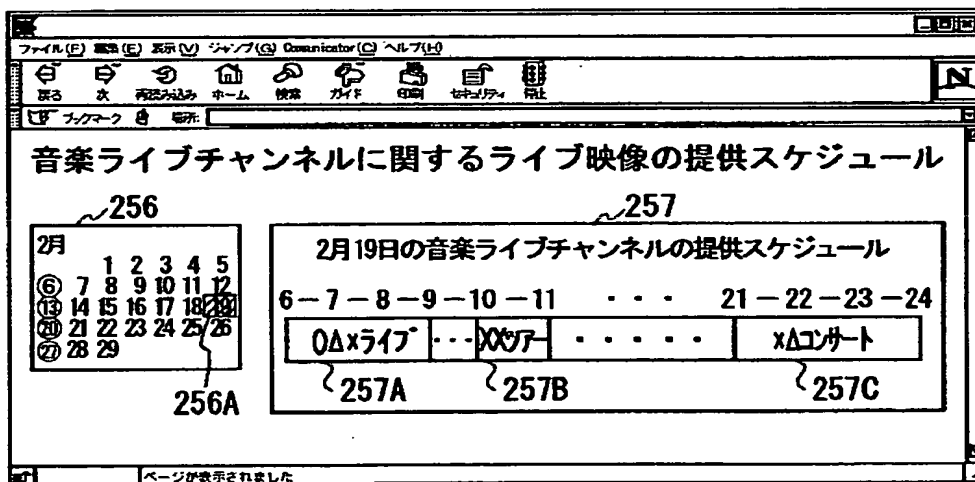 ファイル(F) 編集(E) 表示(V) ジャンプ(G) Comunicator(C) ヘルプ(H)
戻る 次 再読み込み ホーム 検索 ガイド 印刷 セキュリティ 停止
N
ブックマーク 場所:
音楽ライブチャンネルに関するライブ映像の提供スケジュール
256
257
2月
1 2 3 4 5
⑥ 7 8 9 10 11 12
⑬ 14 15 16 17 18 19
⑳ 21 22 23 24 25 26
㉗ 28 29
256A
2月19日の音楽ライブチャンネルの提供スケジュール
6-7-8-9-10-11 ・・・ 21-22-23-24
O△×ライブ ・・・ XXツアー ・・・・・ ×△コンサート
257A 257B 257C
ページが表示されました